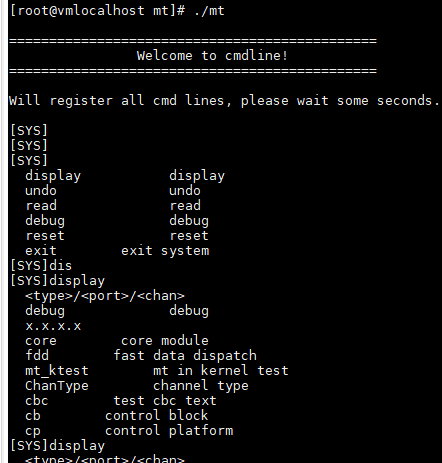 [root@vmlocalhost mt]# ./mt
==============================================
Welcome to cmdline!
==============================================
Will register all cmd lines, please wait some seconds.
[SYS]
[SYS]
[SYS]
display           display
undo              undo
read              read
debug             debug
reset             reset
exit        exit system
[SYS]dis
[SYS]display
<type>/<port>/<chan>
debug             debug
x.x.x.x
core        core module
fdd        fast data dispatch
mt_ktest        mt in kernel test
ChanType        channel type
cbc        test cbc text
cb       control block
cp       control platform
[SYS]display
<type>/<port>/<chan>